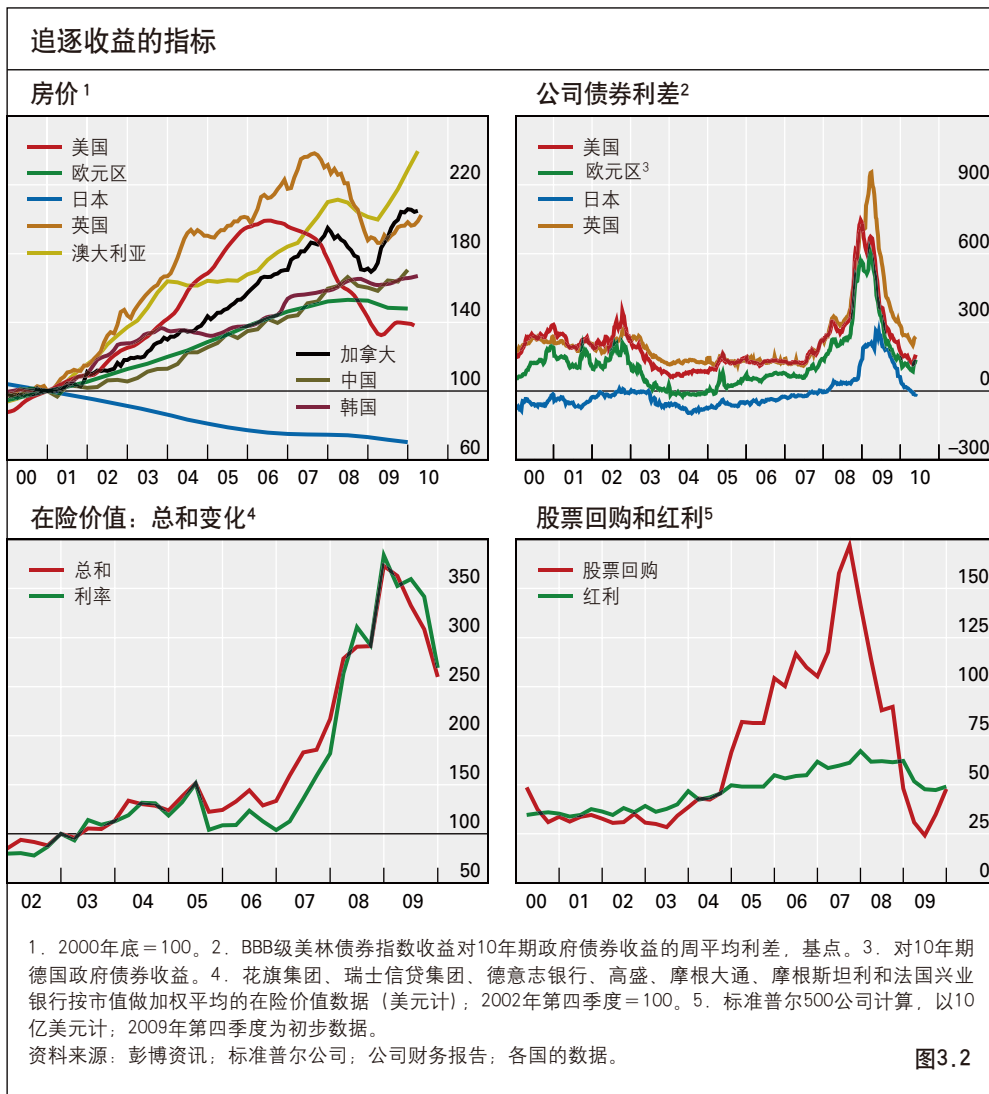 追逐收益的指标
房价1
美国
欧元区
日本
英国
澳大利亚
加拿大
中国
韩国
220
180
140
100
60
00 01 02 03 04 05 06 07 08 09 10
公司债券利差2
美国
欧元区3
日本
英国
900
600
300
0
–300
00 01 02 03 04 05 06 07 08 09 10
在险价值：总和变化4
总和
利率
350
300
250
200
150
100
50
02 03 04 05 06 07 08 09
股票回购和红利5
股票回购
红利
150
125
100
75
50
25
0
00 01 02 03 04 05 06 07 08 09
1. 2000年底＝100。2. BBB级美林债券指数收益对10年期政府债券收益的周平均利差，基点。3. 对10年期
德国政府债券收益。4. 花旗集团、瑞士信贷集团、德意志银行、高盛、摩根大通、摩根斯坦利和法国兴业
银行按市值做加权平均的在险价值数据（美元计）；2002年第四季度＝100。5. 标准普尔500公司计算，以10
亿美元计；2009年第四季度为初步数据。
资料来源：彭博资讯；标准普尔公司；公司财务报告；各国的数据。
图3.2